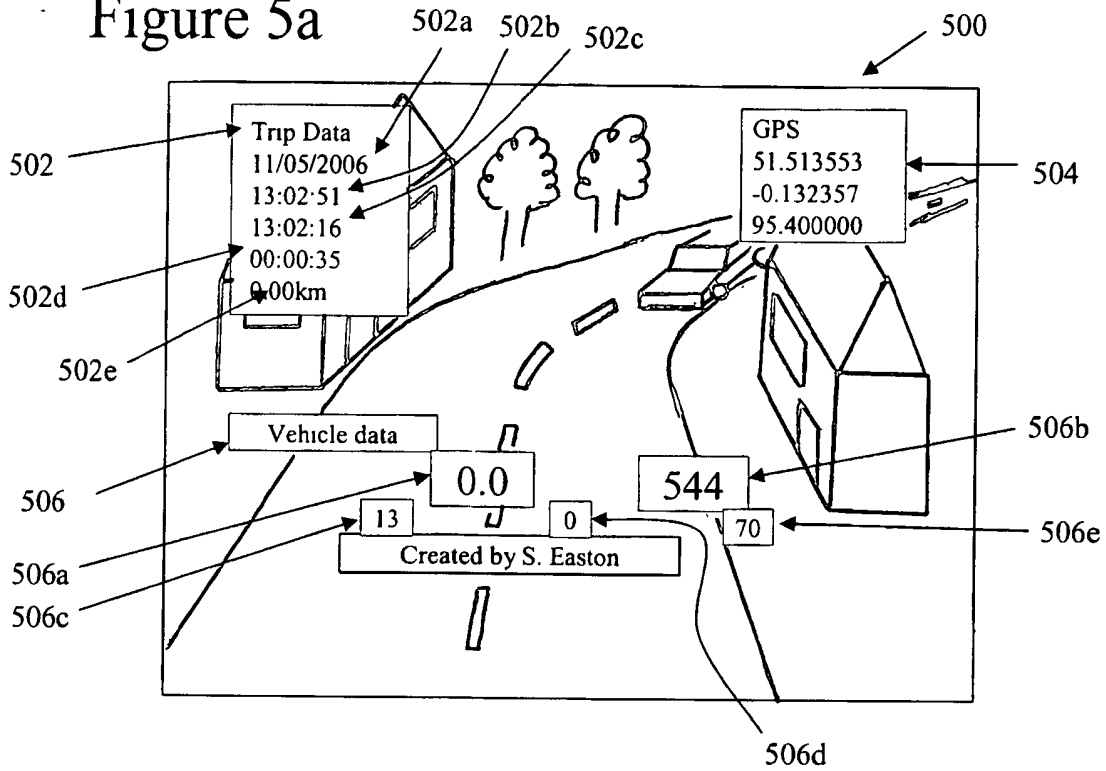 Figure 5a
502a
502b
502c
500
502
Trip Data
11/05/2006
13:02:51
13:02:16
00:00:35
0.00km
GPS
51.513553
-0.132357
95.400000
504
502d
502e
Vehicle data
506
0.0
544
506b
13
0
70
506e
Created by S. Easton
506a
506c
506d